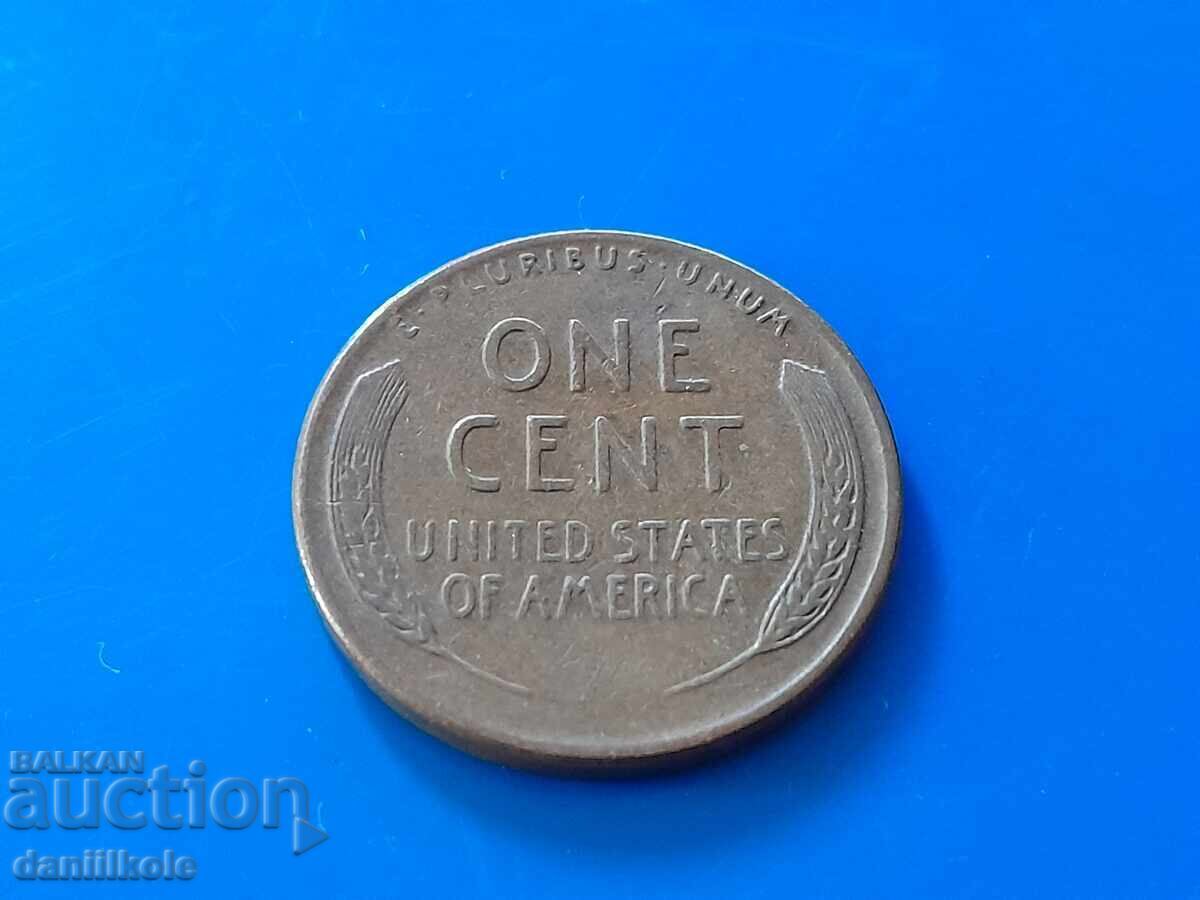 E·PLURIBUS·UNUM
ONE
CENT
UNITED STATES
OF AMERICA
BALKAN
auction
daniilkole